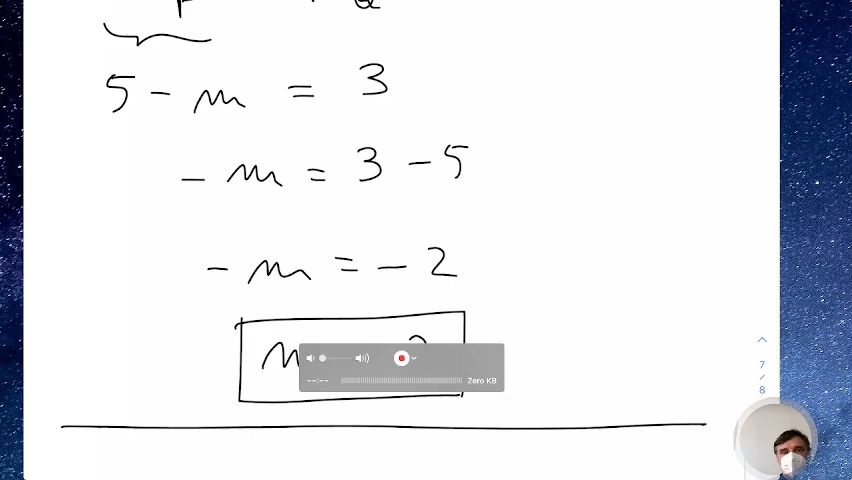 5 - m = 3
- m = 3 - 5
- m = - 2
m
--:-- Zero KB
7
/
8